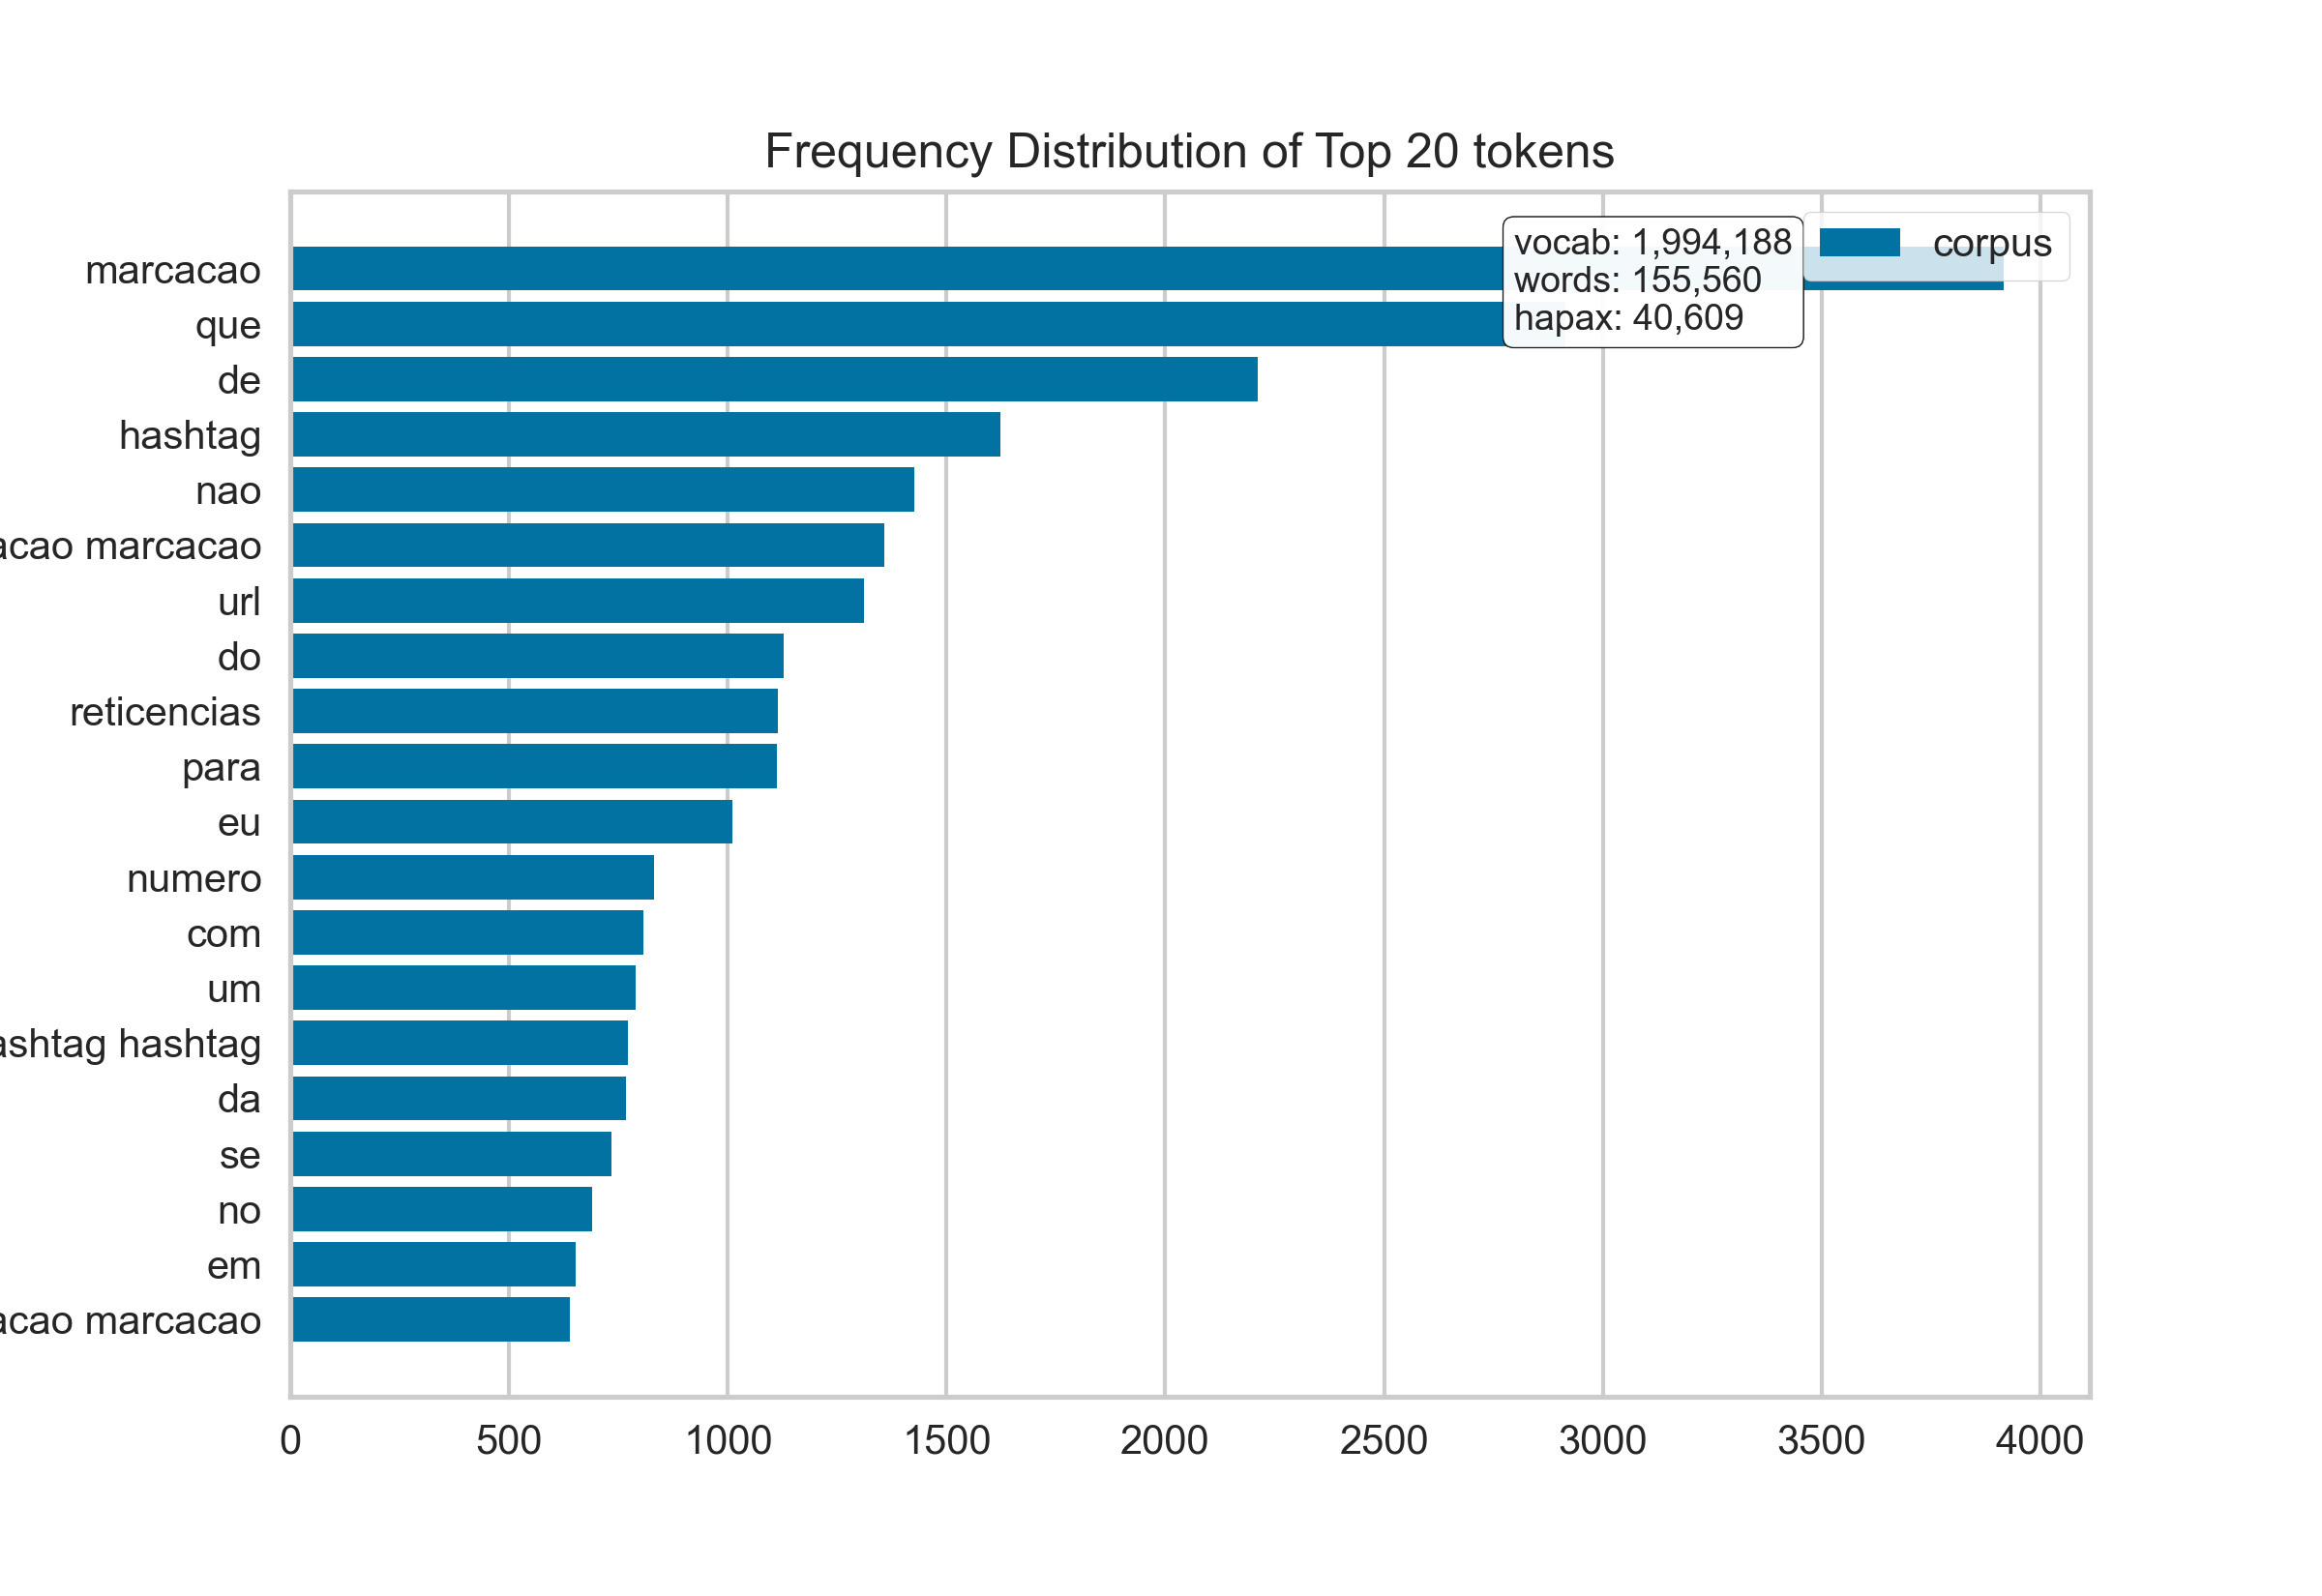 Frequency Distribution of Top 20 tokens
vocab: 1,994,188
words: 155,560
hapax: 40,609
corpus
marcacao
que
de
hashtag
nao
acao marcacao
url
do
reticencias
para
eu
numero
com
um
ashtag hashtag
da
se
no
em
acao marcacao
0 500 1000 1500 2000 2500 3000 3500 4000